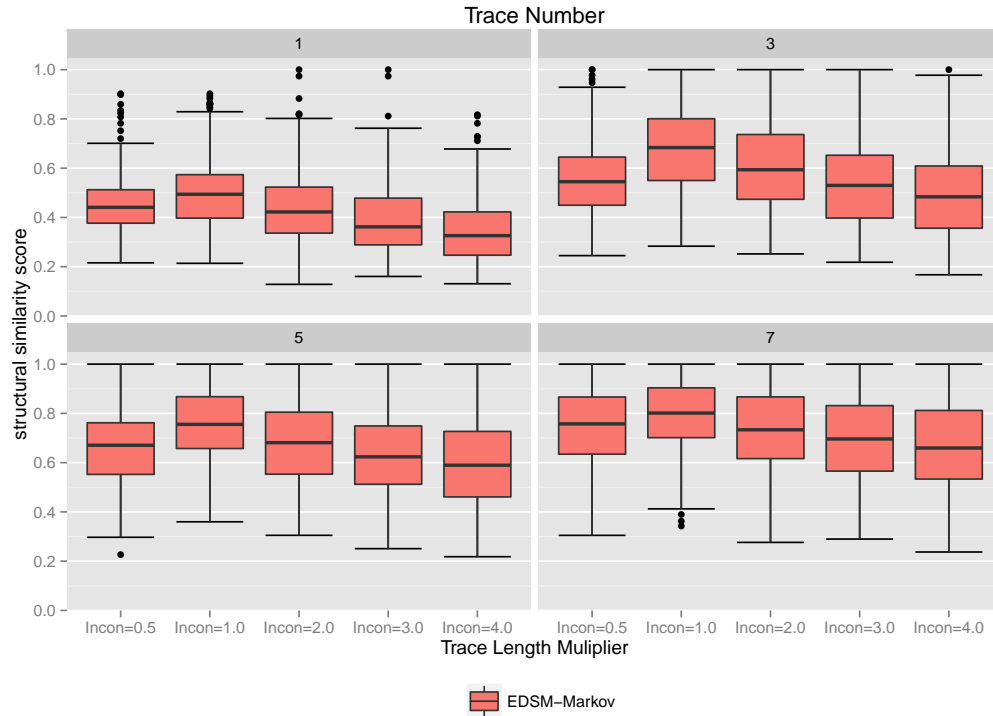 Trace Number
1
3
1.0
0.8
0.6
0.4
0.2
0.0
5
7
1.0
0.8
0.6
0.4
0.2
0.0
structural similarity score
Incon=0.5 Incon=1.0 Incon=2.0 Incon=3.0 Incon=4.0
Incon=0.5 Incon=1.0 Incon=2.0 Incon=3.0 Incon=4.0
Trace Length Muliplier
EDSM−Markov